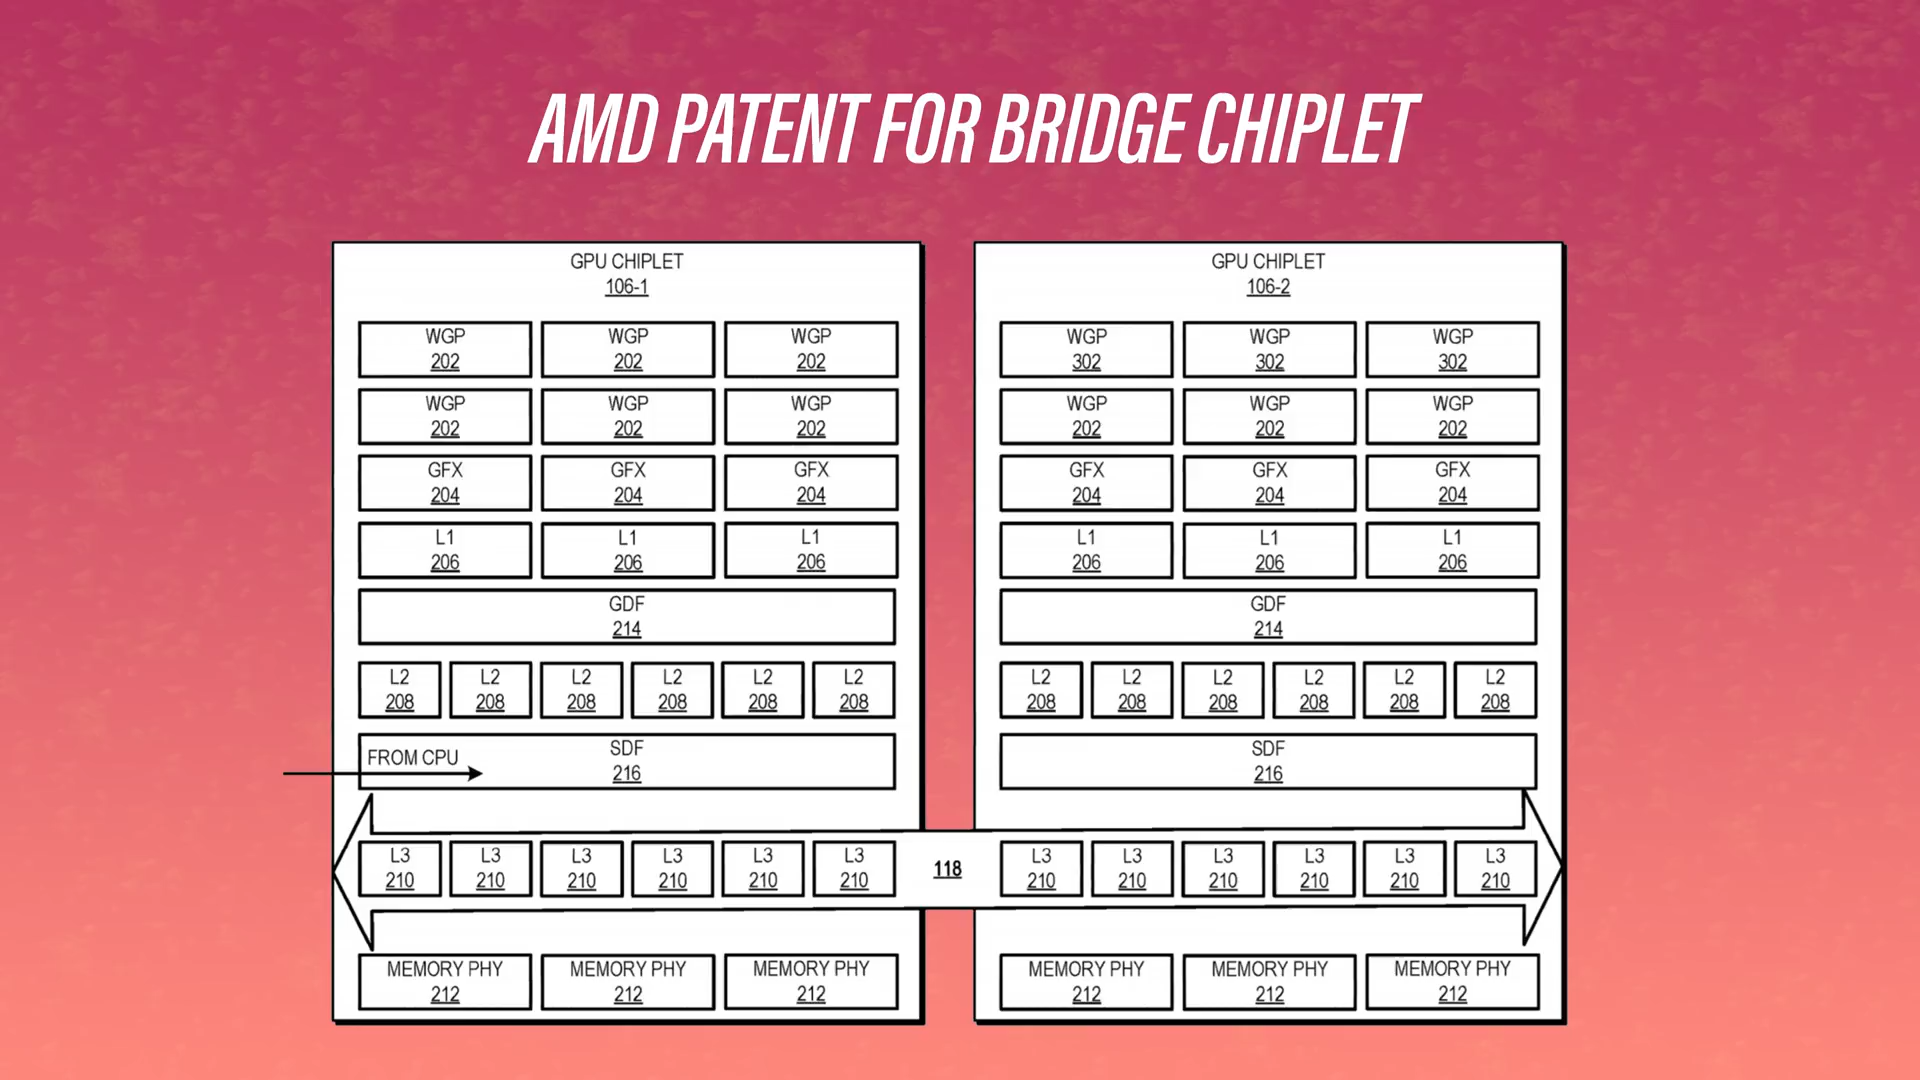 AMD PATENT FOR BRIDGE CHIPLET
GPU CHIPLET
106-1
WGP WGP WGP
202 202 202
WGP WGP WGP
202 202 202
GFX GFX GFX
204 204 204
L1 L1 L1
206 206 206
GDF
214
L2 L2 L2 L2 L2 L2
208 208 208 208 208 208
FROM CPU
SDF
216
L3 L3 L3 L3 L3 L3
210 210 210 210 210 210
MEMORY PHY MEMORY PHY MEMORY PHY
212 212 212
118
GPU CHIPLET
106-2
WGP WGP WGP
302 302 302
WGP WGP WGP
202 202 202
GFX GFX GFX
204 204 204
L1 L1 L1
206 206 206
GDF
214
L2 L2 L2 L2 L2 L2
208 208 208 208 208 208
SDF
216
L3 L3 L3 L3 L3 L3
210 210 210 210 210 210
MEMORY PHY MEMORY PHY MEMORY PHY
212 212 212